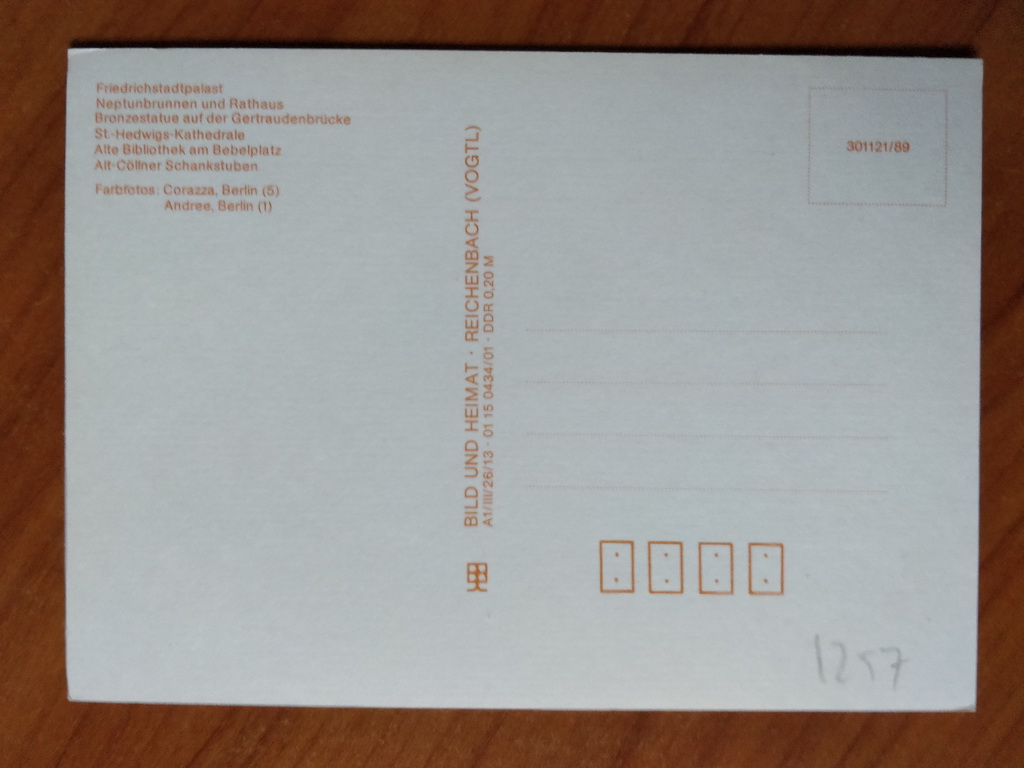 Friedrichstadtpalast
Neptunbrunnen und Rathaus
Bronzestatue auf der Gertraudenbrücke
St.-Hedwigs-Kathedrale
Alte Bibliothek am Bebelplatz
Alt-Cöllner Schankstuben
Farbfotos: Corazza, Berlin (5)
Andree, Berlin (1)
BILD UND HEIMAT · REICHENBACH (VOGTL)
A1/III/26/13 · 01 15 0434/01 · DDR 0,20 M
301121/89
1257